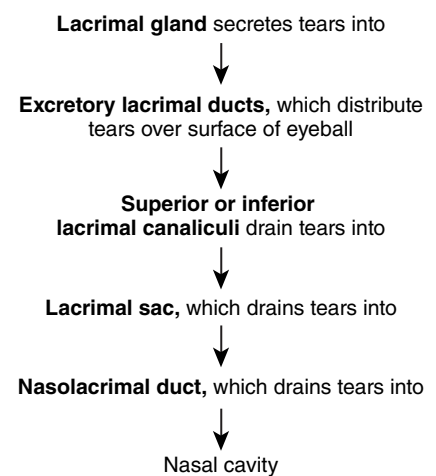 Lacrimal gland secretes tears into
Excretory lacrimal ducts, which distribute
tears over surface of eyeball
Superior or inferior
lacrimal canaliculi drain tears into
Lacrimal sac, which drains tears into
Nasolacrimal duct, which drains tears into
Nasal cavity